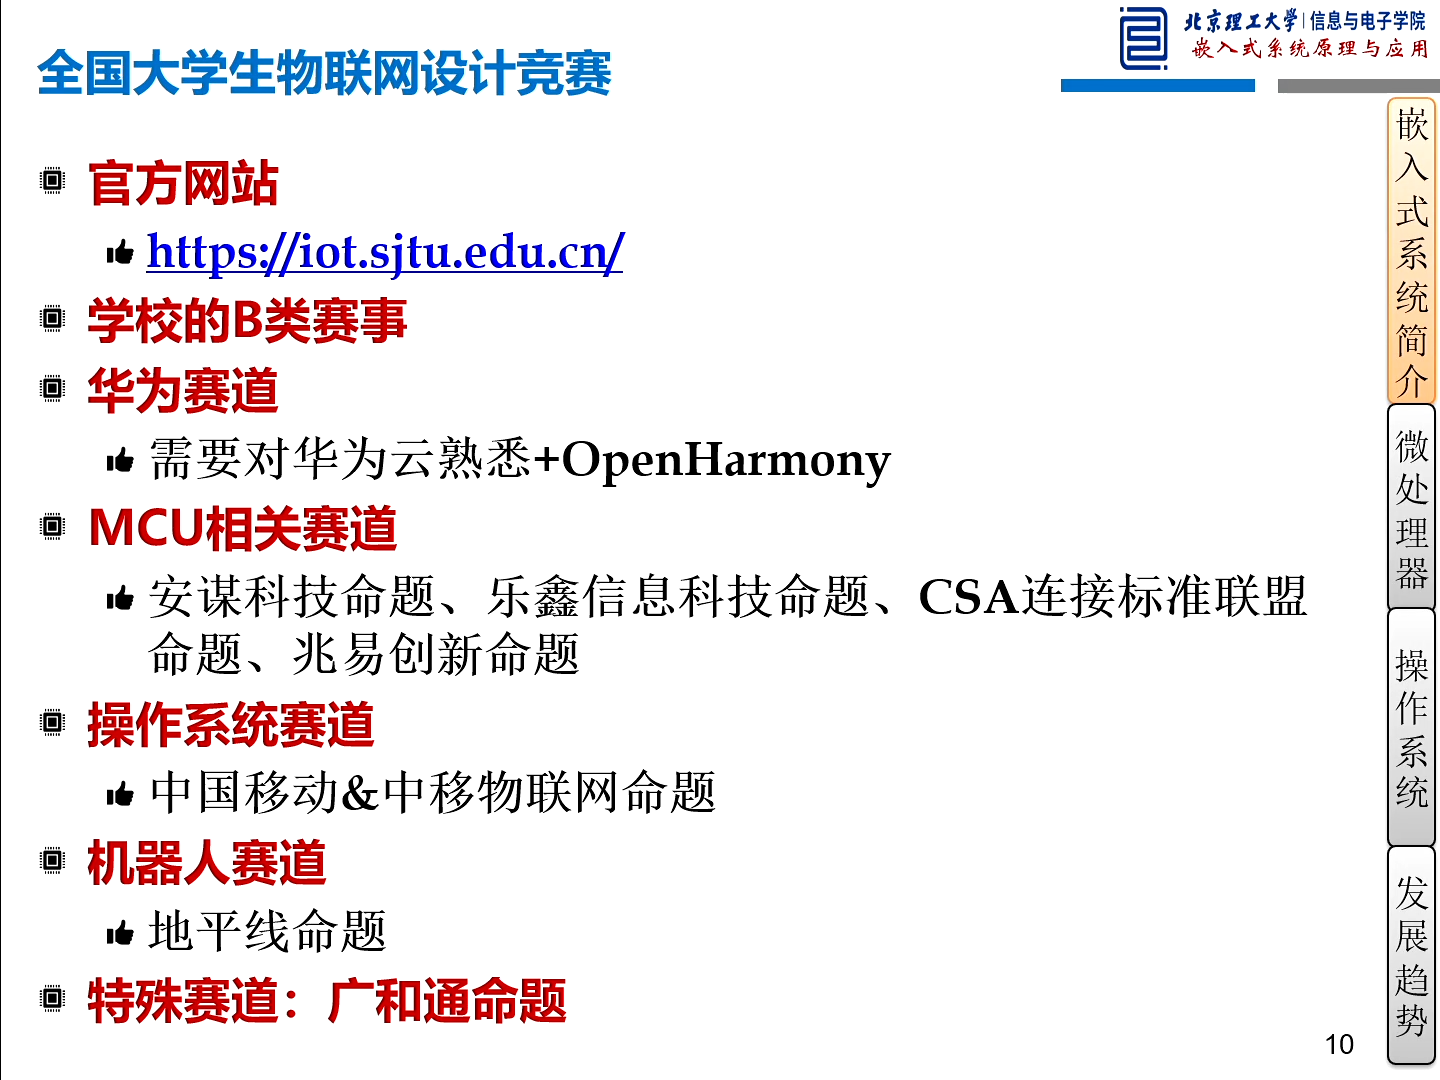 北京理工大学 信息与电子学院
嵌入式系统原理与应用
全国大学生物联网设计竞赛
官方网站
https://iot.sjtu.edu.cn/
学校的B类赛事
华为赛道
需要对华为云熟悉+OpenHarmony
MCU相关赛道
安谋科技命题、乐鑫信息科技命题、CSA连接标准联盟
命题、兆易创新命题
操作系统赛道
中国移动&中移物联网命题
机器人赛道
地平线命题
特殊赛道：广和通命题
嵌入式系统简介
微处理器
操作系统
发展趋势
10